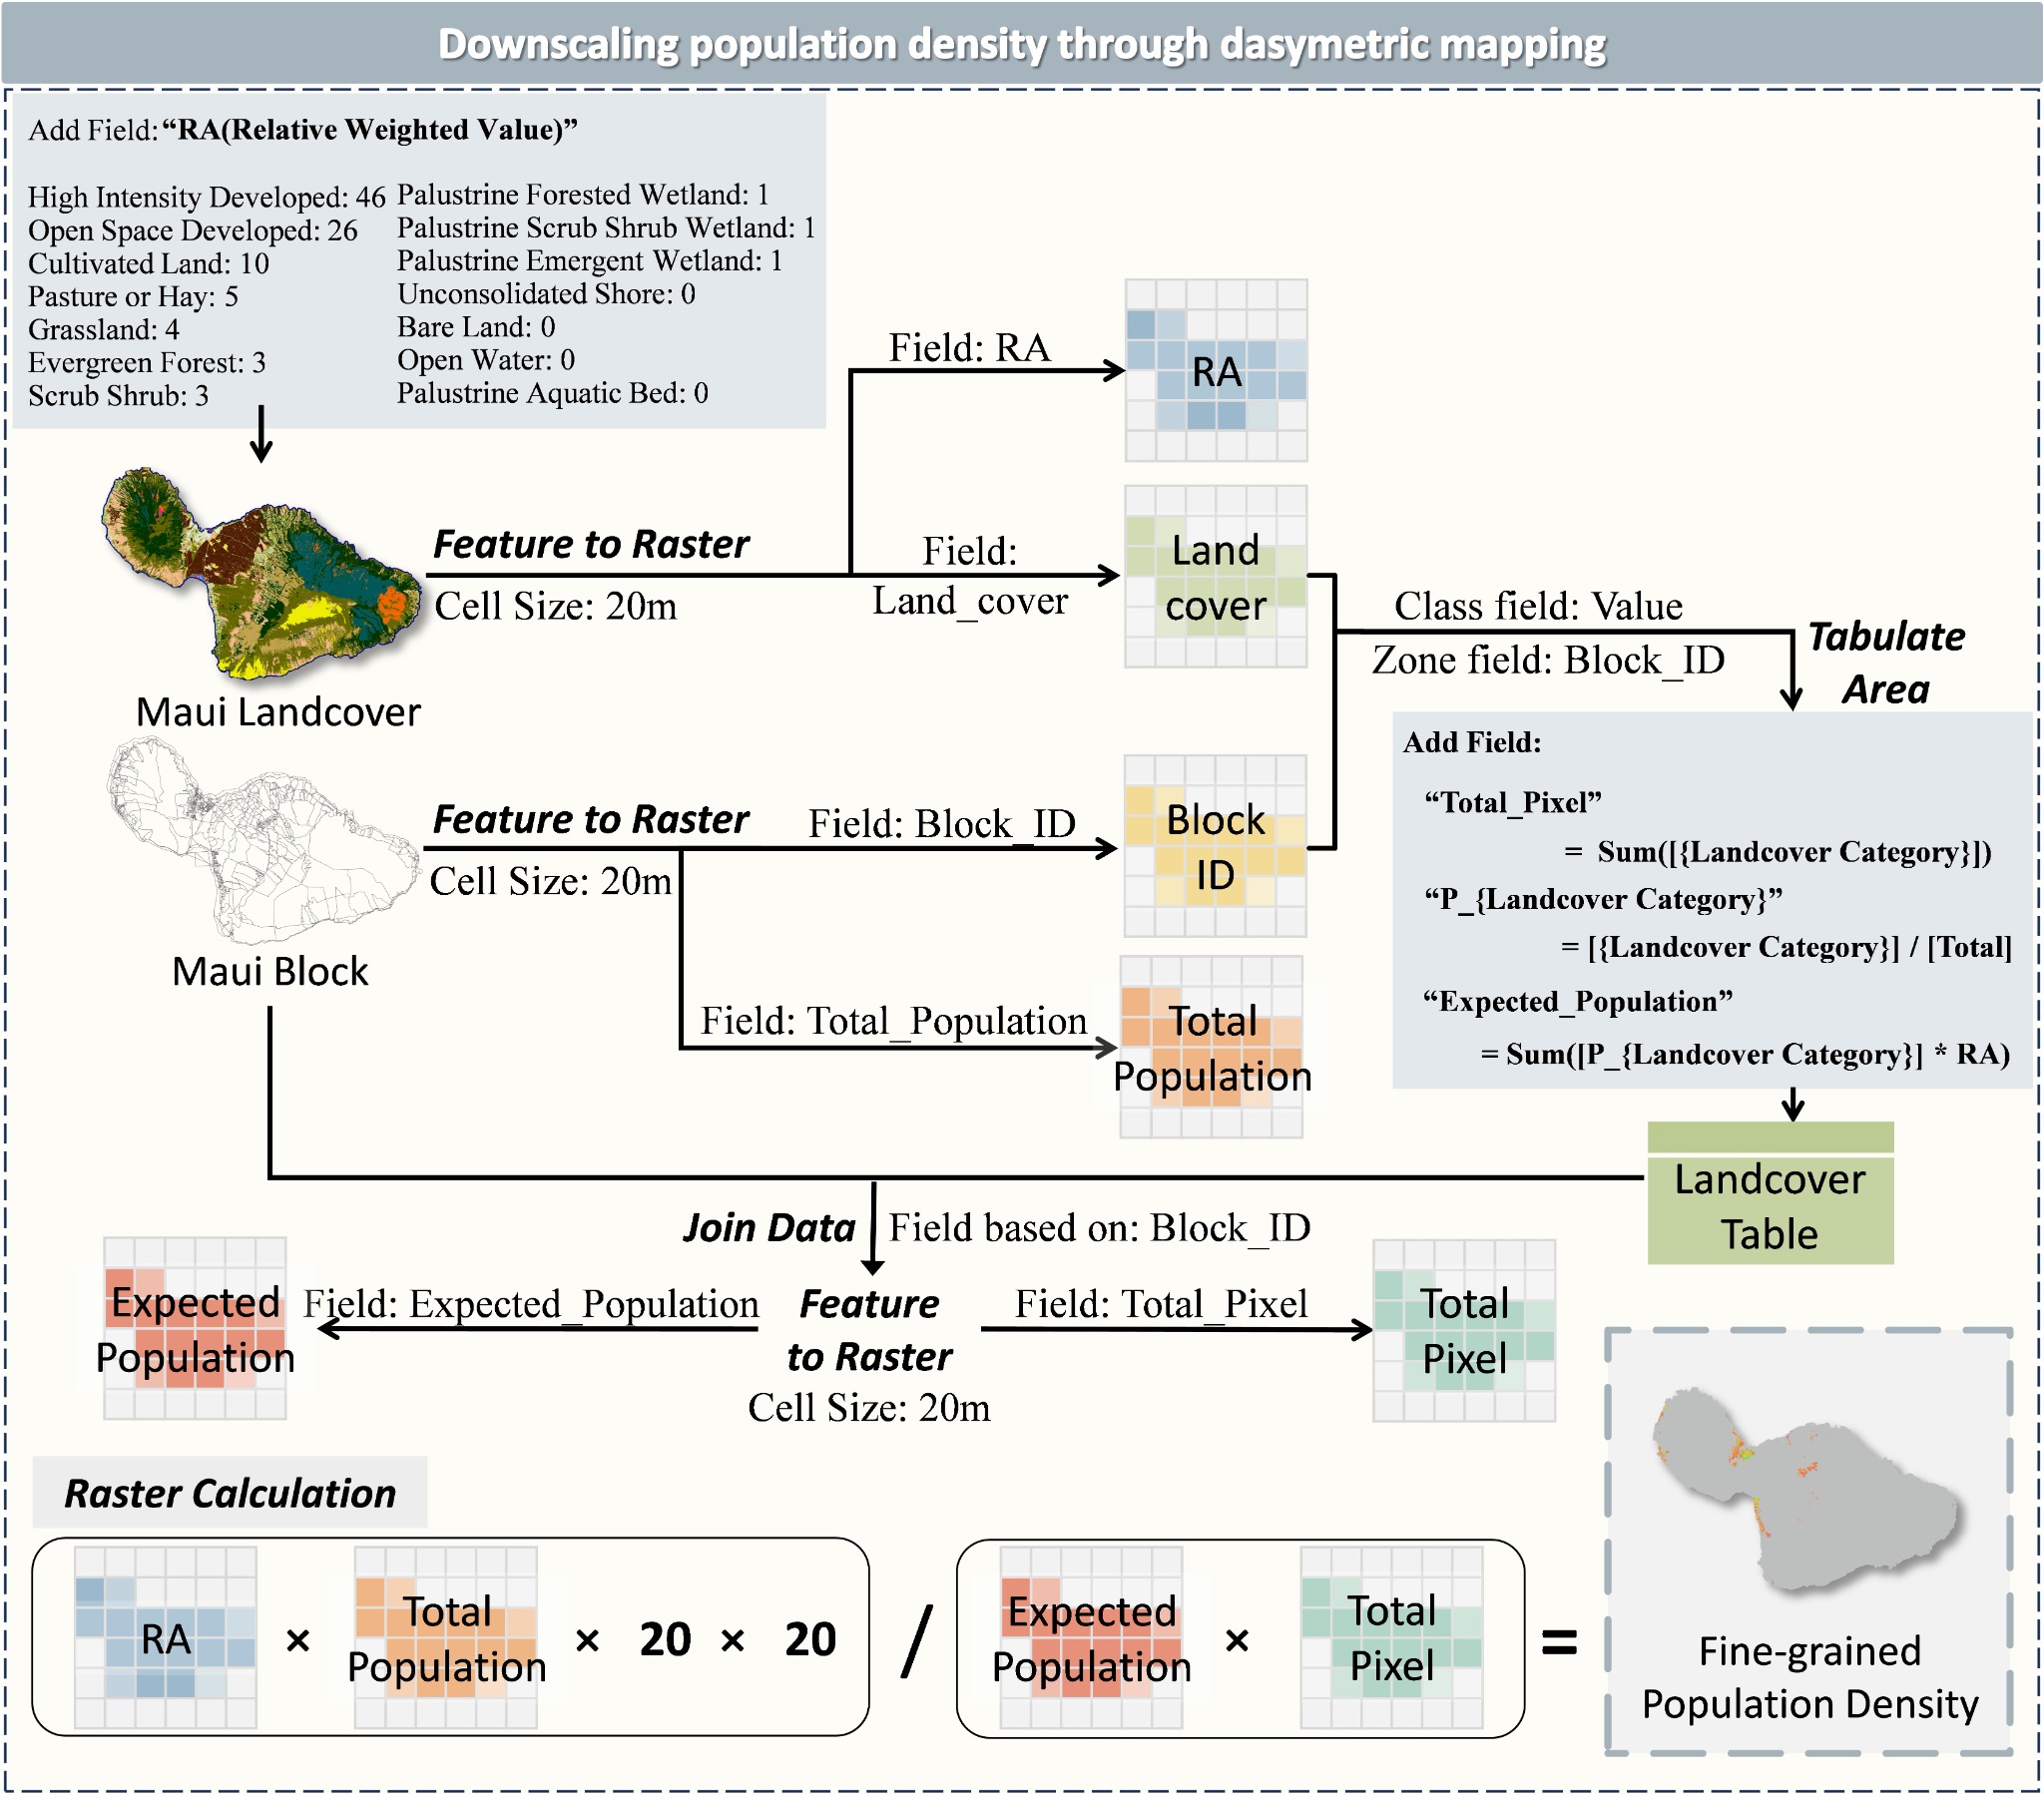 Downscaling population density through dasymetric mapping
Add Field: “RA(Relative Weighted Value)”
High Intensity Developed: 46
Open Space Developed: 26
Cultivated Land: 10
Pasture or Hay: 5
Grassland: 4
Evergreen Forest: 3
Scrub Shrub: 3
Palustrine Forested Wetland: 1
Palustrine Scrub Shrub Wetland: 1
Palustrine Emergent Wetland: 1
Unconsolidated Shore: 0
Bare Land: 0
Open Water: 0
Palustrine Aquatic Bed: 0
Field: RA
RA
Feature to Raster
Cell Size: 20m
Field:
Land_cover
Land
cover
Maui Landcover
Class field: Value
Zone field: Block_ID
Tabulate
Area
Feature to Raster
Cell Size: 20m
Field: Block_ID
Block
ID
Maui Block
Field: Total_Population
Total
Population
Add Field:
“Total_Pixel”
= Sum([{Landcover Category}])
“P_{Landcover Category}”
= [{Landcover Category}] / [Total]
“Expected_Population”
= Sum([P_{Landcover Category}] * RA)
Landcover
Table
Join Data
Field based on: Block_ID
Expected
Population
Field: Expected_Population
Feature
to Raster
Cell Size: 20m
Field: Total_Pixel
Total
Pixel
Raster Calculation
RA
×
Total
Population
× 20 × 20
/
Expected
Population
×
Total
Pixel
=
Fine-grained
Population Density